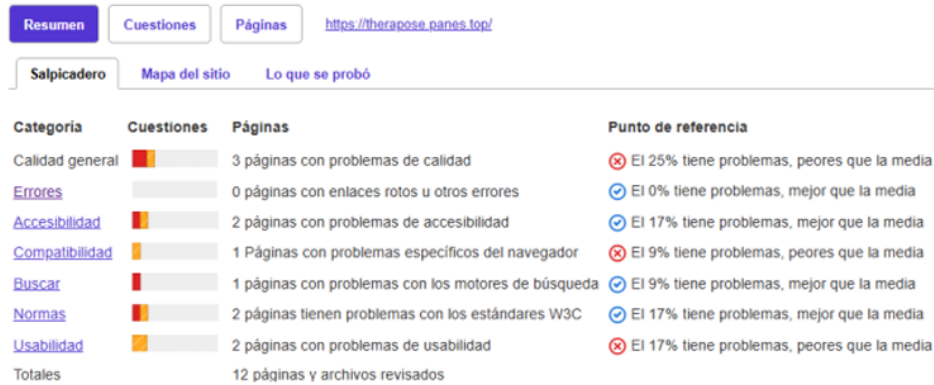 Resumen Cuestiones Páginas https://therapose.panes.top/
Salpicadero Mapa del sitio Lo que se probó
Categoría Cuestiones Páginas Punto de referencia
Calidad general 3 páginas con problemas de calidad El 25% tiene problemas, peores que la media
Errores 0 páginas con enlaces rotos u otros errores El 0% tiene problemas, mejor que la media
Accesibilidad 2 páginas con problemas de accesibilidad El 17% tiene problemas, mejor que la media
Compatibilidad 1 Páginas con problemas específicos del navegador El 9% tiene problemas, peores que la media
Buscar 1 páginas con problemas con los motores de búsqueda El 9% tiene problemas, mejor que la media
Normas 2 páginas tienen problemas con los estándares W3C El 17% tiene problemas, mejor que la media
Usabilidad 2 páginas con problemas de usabilidad El 17% tiene problemas, peores que la media
Totales 12 páginas y archivos revisados